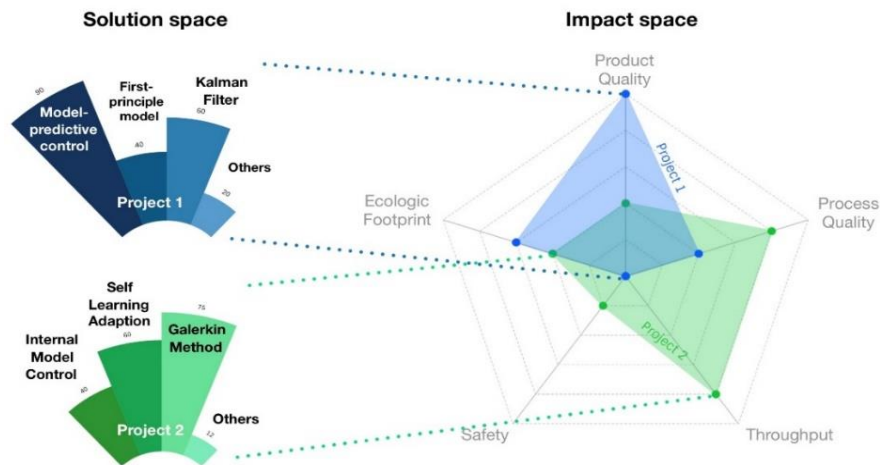 Solution space
Impact space
90
Model-
predictive
control
First-
principle
model
40
Kalman
Filter
60
Others
20
Project 1
Self
Learning
Adaption
60
Internal
Model
Control
40
75
Galerkin
Method
Others
12
Project 2
Product
Quality
Project 1
Ecologic
Footprint
Process
Quality
Project 2
Safety
Throughput